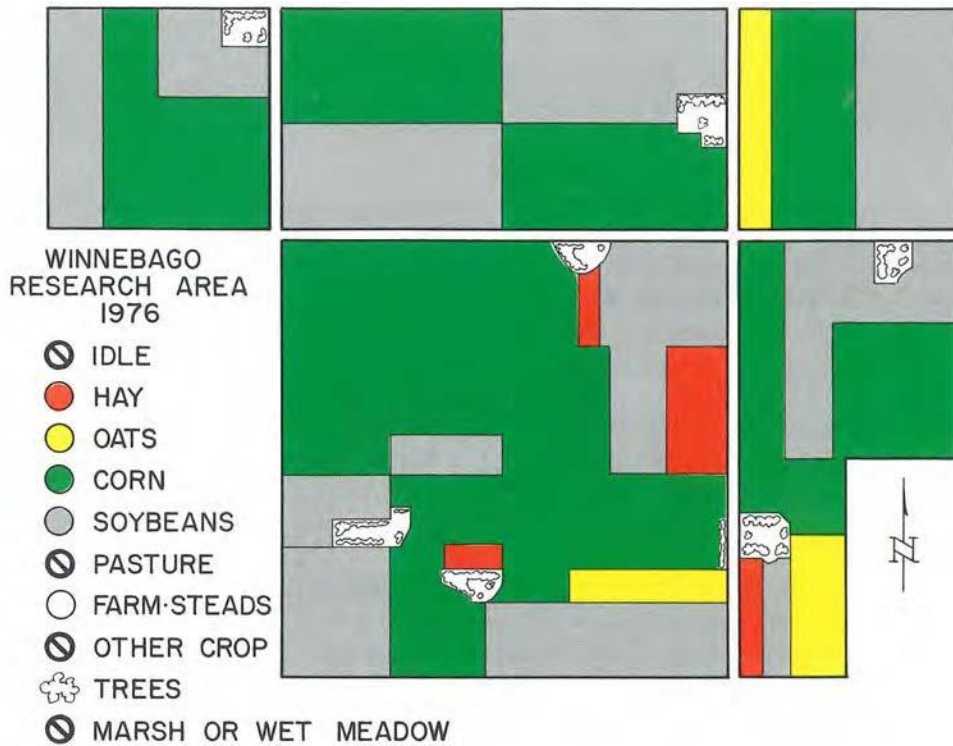 WINNEBAGO
RESEARCH AREA
1976
IDLE
HAY
OATS
CORN
SOYBEANS
PASTURE
FARM·STEADS
OTHER CROP
TREES
MARSH OR WET MEADOW
N